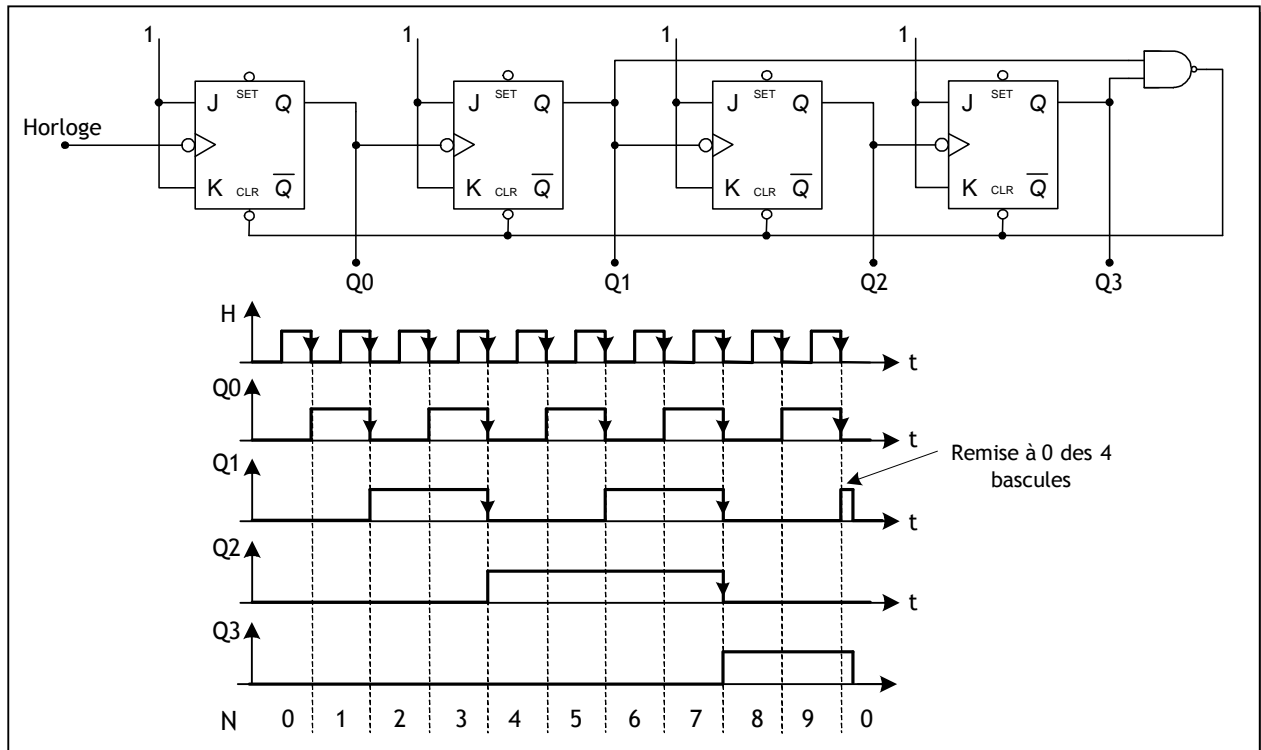 1 1 1 1
J SET Q J SET Q J SET Q J SET Q
Horloge
K CLR Q K CLR Q K CLR Q K CLR Q
Q0 Q1 Q2 Q3
H
t
Q0
t
Remise à 0 des 4
bascules
Q1
t
Q2
t
Q3
N 0 1 2 3 4 5 6 7 8 9 0